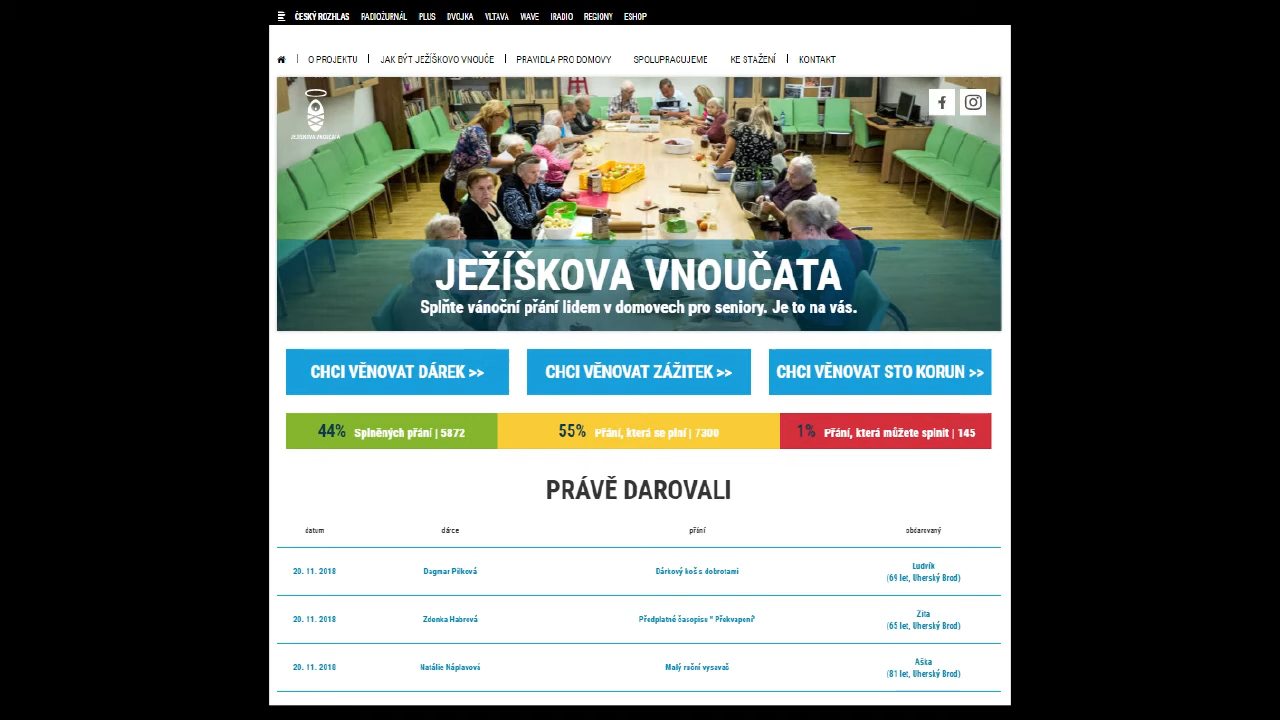 ČESKÝ ROZHLAS RADIOŽURNÁL PLUS DVOJKA VLTAVA WAVE IRADIO REGIONY ESHOP
O PROJEKTU | JAK BÝT JEŽÍŠKOVO VNOUČE | PRAVIDLA PRO DOMOVY SPOLUPRACUJEME KE STAŽENÍ | KONTAKT
JEŽÍŠKOVA VNOUČATA
JEŽÍŠKOVA VNOUČATA
Splňte vánoční přání lidem v domovech pro seniory. Je to na vás.
CHCI VĚNOVAT DÁREK >> CHCI VĚNOVAT ZÁŽITEK >> CHCI VĚNOVAT STO KORUN >>
44% Splněných přání | 5872 55% Přání, která se plní | 7300 1% Přání, která můžete splnit | 145
PRÁVĚ DAROVALI
datum dárce přání obdarovaný
20. 11. 2018 Dagmar Pilková Dárkový koš s dobrotami Ludřík
(69 let, Uherský Brod)
20. 11. 2018 Zdenka Habrová Předplatné časopisu " Překvapení" Zita
(65 let, Uherský Brod)
20. 11. 2018 Natálie Náplavová Malý ruční vysavač Aška
(81 let, Uherský Brod)